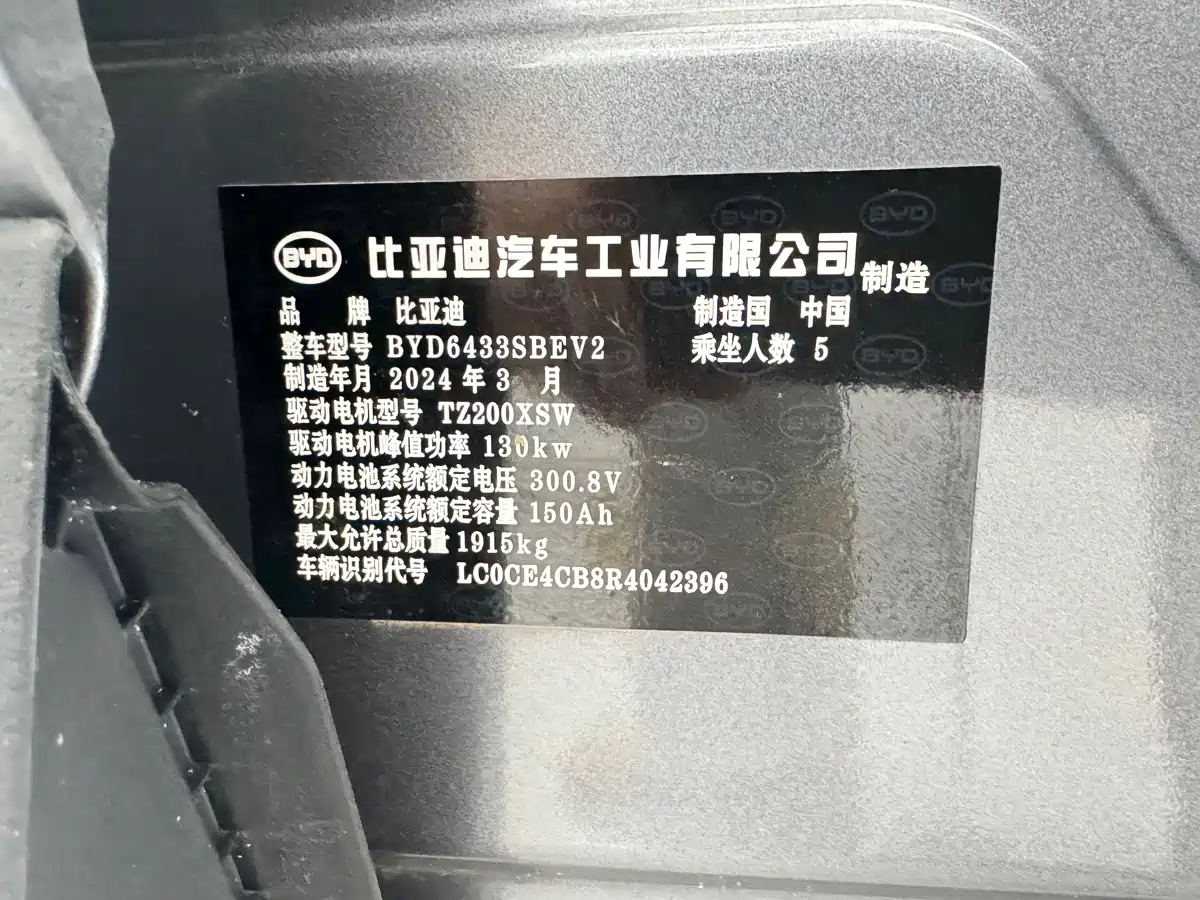 BYD 比亚迪汽车工业有限公司 制造
品 牌 比亚迪 制造国 中国
整车型号 BYD6433SBEV2 乘坐人数 5
制造年月 2024 年 3 月
驱动电机型号 TZ200XSW
驱动电机峰值功率 130kw
动力电池系统额定电压 300.8V
动力电池系统额定容量 150Ah
最大允许总质量 1915kg
车辆识别代号 LC0CE4CB8R4042396